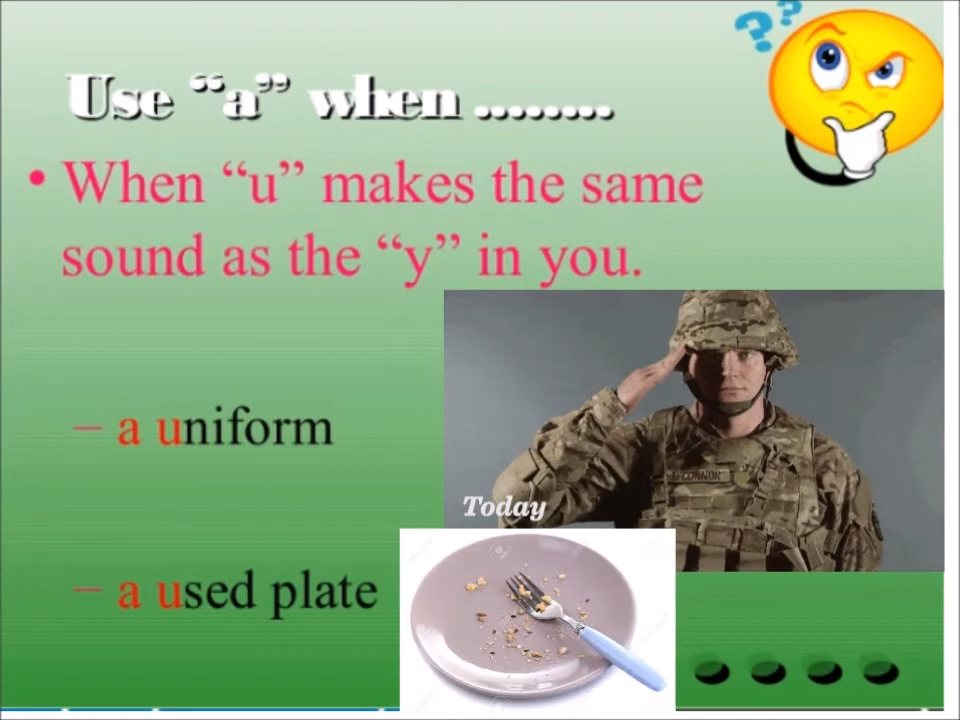 Use “a” when ........
• When “u” makes the same
sound as the “y” in you.
– a uniform
O'CONNOR
Today
– a used plate